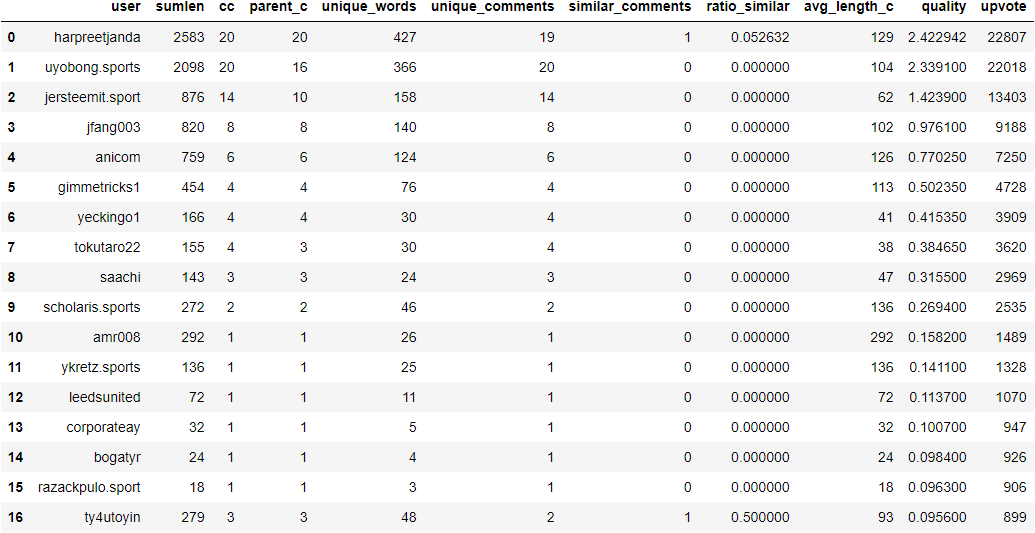 user sumlen cc parent_c unique_words unique_comments similar_comments ratio_similar avg_length_c quality upvote
0 harpreetjanda 2583 20 20 427 19 1 0.052632 129 2.422942 22807
1 uyobong.sports 2098 20 16 366 20 0 0.000000 104 2.339100 22018
2 jersteemit.sport 876 14 10 158 14 0 0.000000 62 1.423900 13403
3 jfang003 820 8 8 140 8 0 0.000000 102 0.976100 9188
4 anicom 759 6 6 124 6 0 0.000000 126 0.770250 7250
5 gimmetricks1 454 4 4 76 4 0 0.000000 113 0.502350 4728
6 yeckingo1 166 4 4 30 4 0 0.000000 41 0.415350 3909
7 tokutaro22 155 4 3 30 4 0 0.000000 38 0.384650 3620
8 saachi 143 3 3 24 3 0 0.000000 47 0.315500 2969
9 scholaris.sports 272 2 2 46 2 0 0.000000 136 0.269400 2535
10 amr008 292 1 1 26 1 0 0.000000 292 0.158200 1489
11 ykretz.sports 136 1 1 25 1 0 0.000000 136 0.141100 1328
12 leedsunited 72 1 1 11 1 0 0.000000 72 0.113700 1070
13 corporateay 32 1 1 5 1 0 0.000000 32 0.100700 947
14 bogatyr 24 1 1 4 1 0 0.000000 24 0.098400 926
15 razackpulo.sport 18 1 1 3 1 0 0.000000 18 0.096300 906
16 ty4utoyin 279 3 3 48 2 1 0.500000 93 0.095600 899